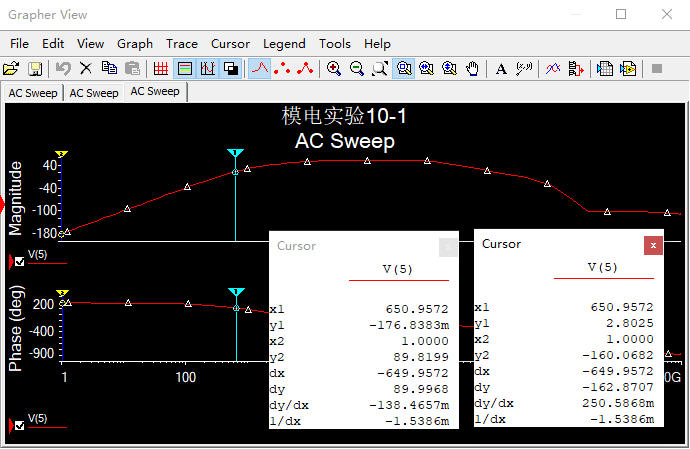 Grapher View
File Edit View Graph Trace Cursor Legend Tools Help
AC Sweep AC Sweep AC Sweep
模电实验10-1
AC Sweep
Magnitude
40
-40
-100
-180
V(5)
Phase (deg)
200
-400
-900
1 100 0G
V(5)
Cursor
V(5)
x1 650.9572
y1 -176.8383m
x2 1.0000
y2 89.8199
dx -649.9572
dy 89.9968
dy/dx -138.4657m
1/dx -1.5386m
Cursor x
V(5)
x1 650.9572
y1 2.8025
x2 1.0000
y2 -160.0682
dx -649.9572
dy -162.8707
dy/dx 250.5868m
1/dx -1.5386m